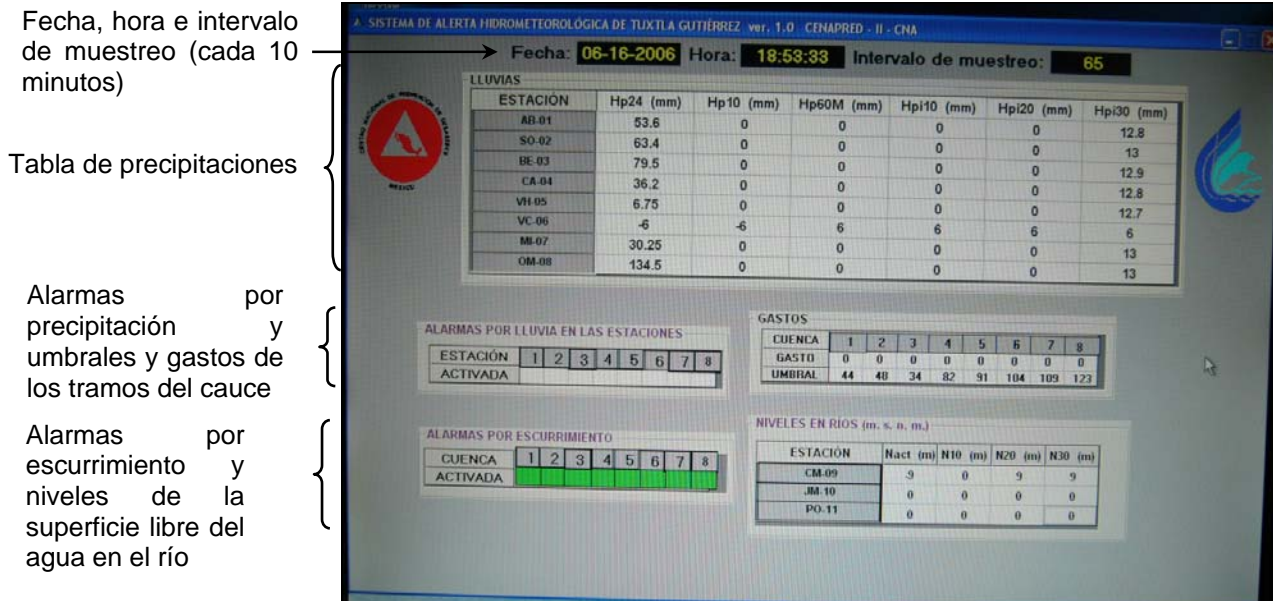 Fecha, hora e intervalo
de muestreo (cada 10
minutos)
Tabla de precipitaciones
Alarmas por
precipitación y
umbrales y gastos de
los tramos del cauce
Alarmas por
escurrimiento y
niveles de la
superficie libre del
agua en el río
SISTEMA DE ALERTA HIDROMETEOROLÓGICA DE TUXTLA GUTIÉRREZ ver. 1.0 CENAPRED - II - CNA
Fecha: 06-16-2006 Hora: 18:53:33 Intervalo de muestreo: 65
LLUVIAS
ESTACIÓN Hp24 (mm) Hp10 (mm) Hp60M (mm) Hpi10 (mm) Hpi20 (mm) Hpi30 (mm)
AB-01 53.6 0 0 0 0 12.8
SO-02 63.4 0 0 0 0 13
BE-03 79.5 0 0 0 0 12.9
CA-04 36.2 0 0 0 0 12.8
VH-05 6.75 0 0 0 0 12.7
VC-06 -6 -6 6 6 6 6
MI-07 30.25 0 0 0 0 13
OM-08 134.5 0 0 0 0 13
MEXICO
ALARMAS POR LLUVIA EN LAS ESTACIONES
ESTACIÓN 1 2 3 4 5 6 7 8
ACTIVADA
GASTOS
CUENCA 1 2 3 4 5 6 7 8
GASTO 0 0 0 0 0 0 0 0
UMBRAL 44 48 34 82 91 104 109 123
ALARMAS POR ESCURRIMIENTO
CUENCA 1 2 3 4 5 6 7 8
ACTIVADA
NIVELES EN RÍOS (m. s. n. m.)
ESTACIÓN Nact (m) N10 (m) N20 (m) N30 (m)
CM-09 9 0 9 9
JM-10 0 0 0 0
PO-11 0 0 0 0